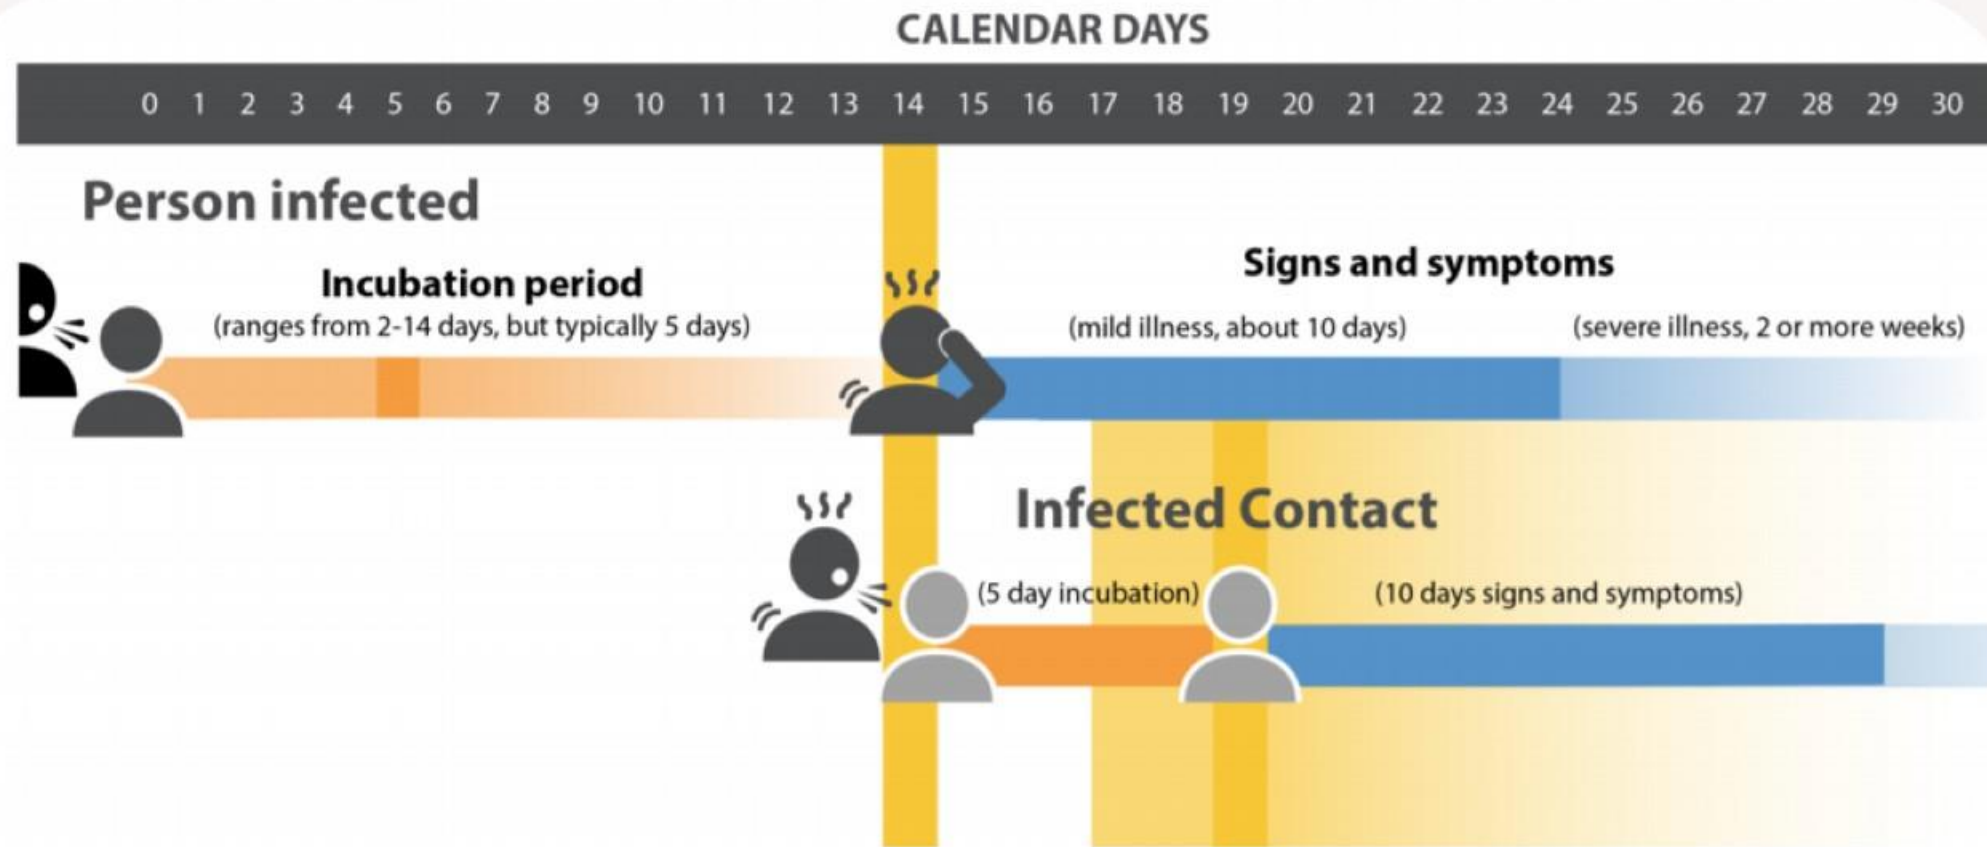 CALENDAR DAYS
0 1 2 3 4 5 6 7 8 9 10 11 12 13 14 15 16 17 18 19 20 21 22 23 24 25 26 27 28 29 30
Person infected
Incubation period
(ranges from 2-14 days, but typically 5 days)
Signs and symptoms
(mild illness, about 10 days)
(severe illness, 2 or more weeks)
Infected Contact
(5 day incubation)
(10 days signs and symptoms)